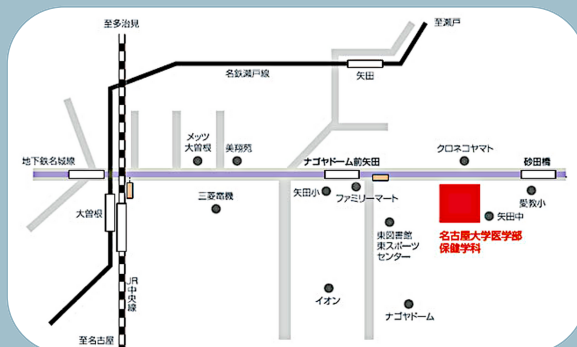 至多治見
至瀬戸
名鉄瀬戸線
矢田
メッツ
大曽根
美翔苑
クロネコヤマト
地下鉄名城線
ナゴヤドーム前矢田
砂田橋
大曽根
三菱電機
矢田小
ファミリーマート
愛教小
矢田中
東図書館
東スポーツ
センター
名古屋大学医学部
保健学科
JR中央線
イオン
ナゴヤドーム
至名古屋